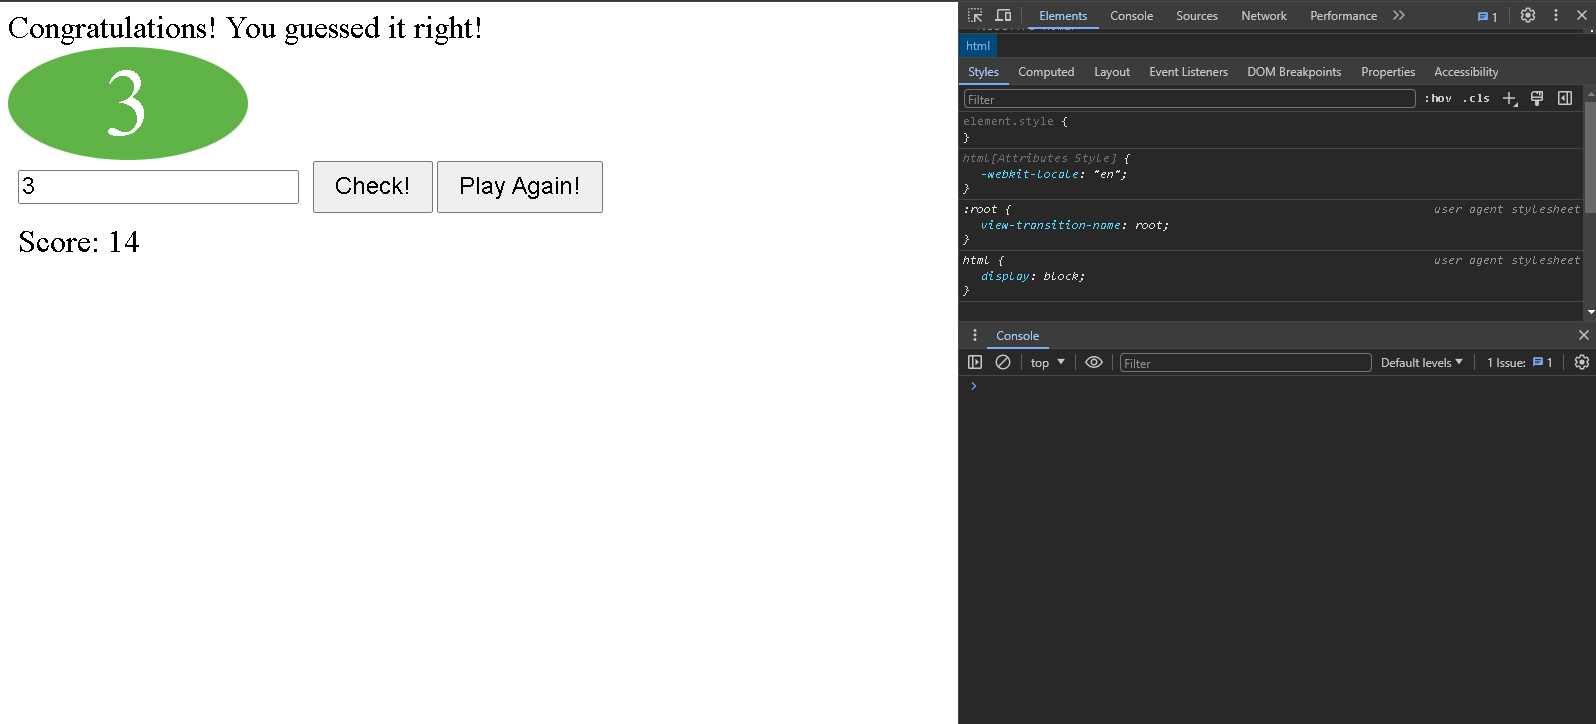 Congratulations! You guessed it right!
3
3 Check! Play Again!
Score: 14
Elements Console Sources Network Performance 1
html
Styles Computed Layout Event Listeners DOM Breakpoints Properties Accessibility
Filter :hov .cls
element.style {
}
html[Attributes Style] {
-webkit-locale: "en";
}
:root { user agent stylesheet
view-transition-name: root;
}
html { user agent stylesheet
display: block;
}
Console
top Filter Default levels 1 Issue: 1